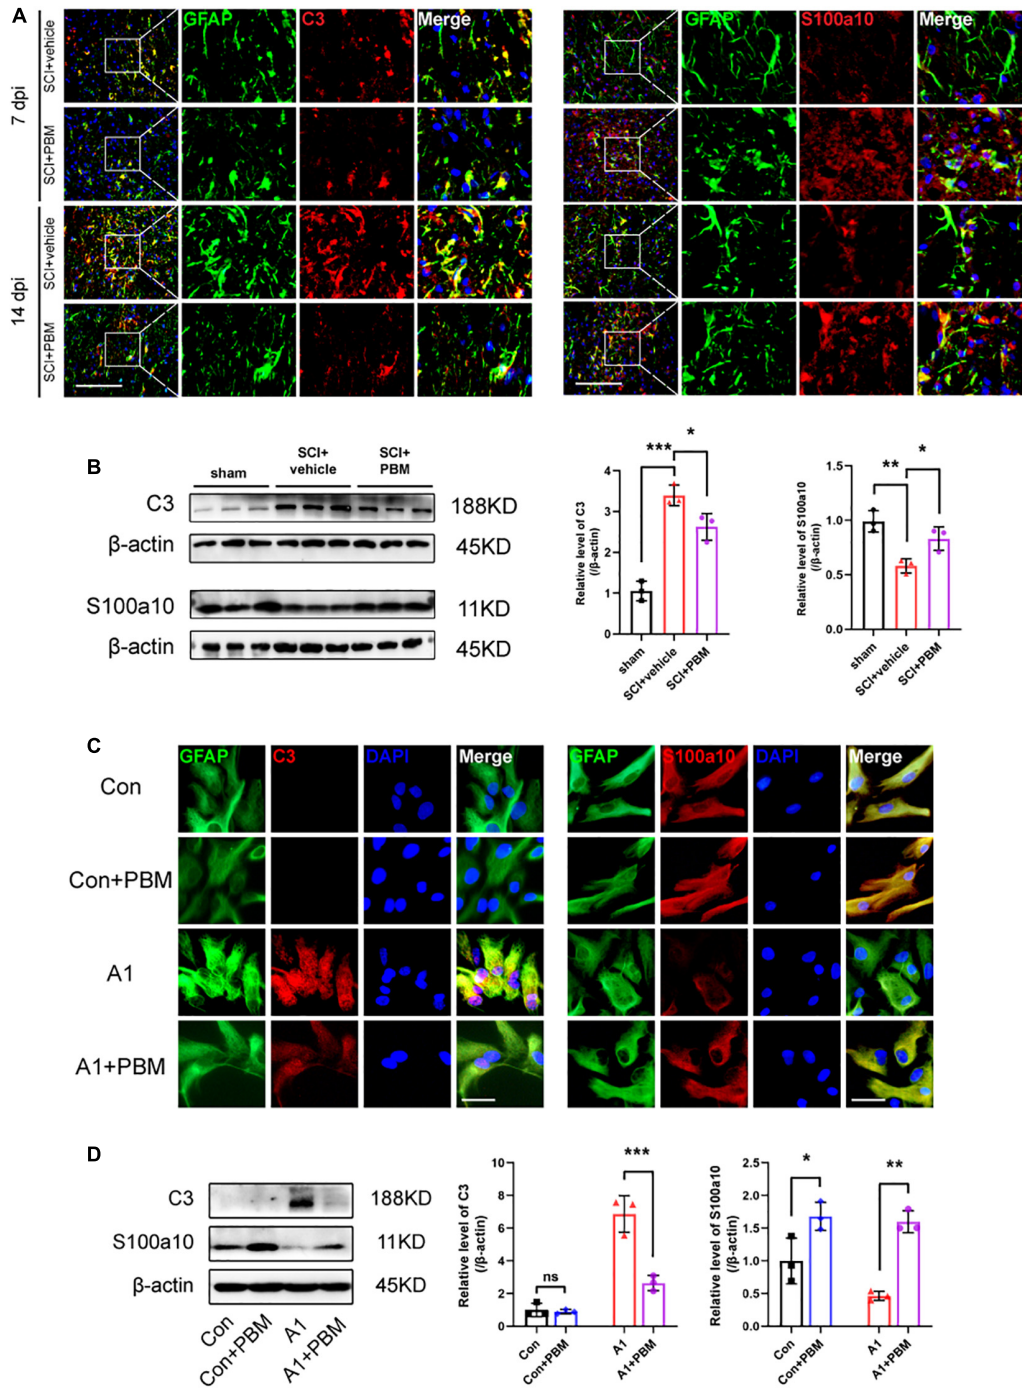 A
GFAP C3 Merge GFAP S100a10 Merge
7 dpi
SCI+vehicle
SCI+PBM
14 dpi
SCI+vehicle
SCI+PBM
B
sham SCI+ vehicle SCI+ PBM
C3 188KD
β-actin 45KD
S100a10 11KD
β-actin 45KD
Relative level of C3 (/β-actin)
*** *
4
3
2
1
0
sham SCI+vehicle SCI+PBM
Relative level of S100a10 (/β-actin)
** *
1.5
1.0
0.5
0.0
sham SCI+vehicle SCI+PBM
C
GFAP C3 DAPI Merge GFAP S100a10 DAPI Merge
Con
Con+PBM
A1
A1+PBM
D
C3 188KD
S100a10 11KD
β-actin 45KD
Con Con+PBM A1 A1+PBM
Relative level of C3 (/β-actin)
ns ***
10
8
6
4
2
0
Con Con+PBM A1 A1+PBM
Relative level of S100a10 (/β-actin)
* **
2.5
2.0
1.5
1.0
0.5
0.0
Con Con+PBM A1 A1+PBM